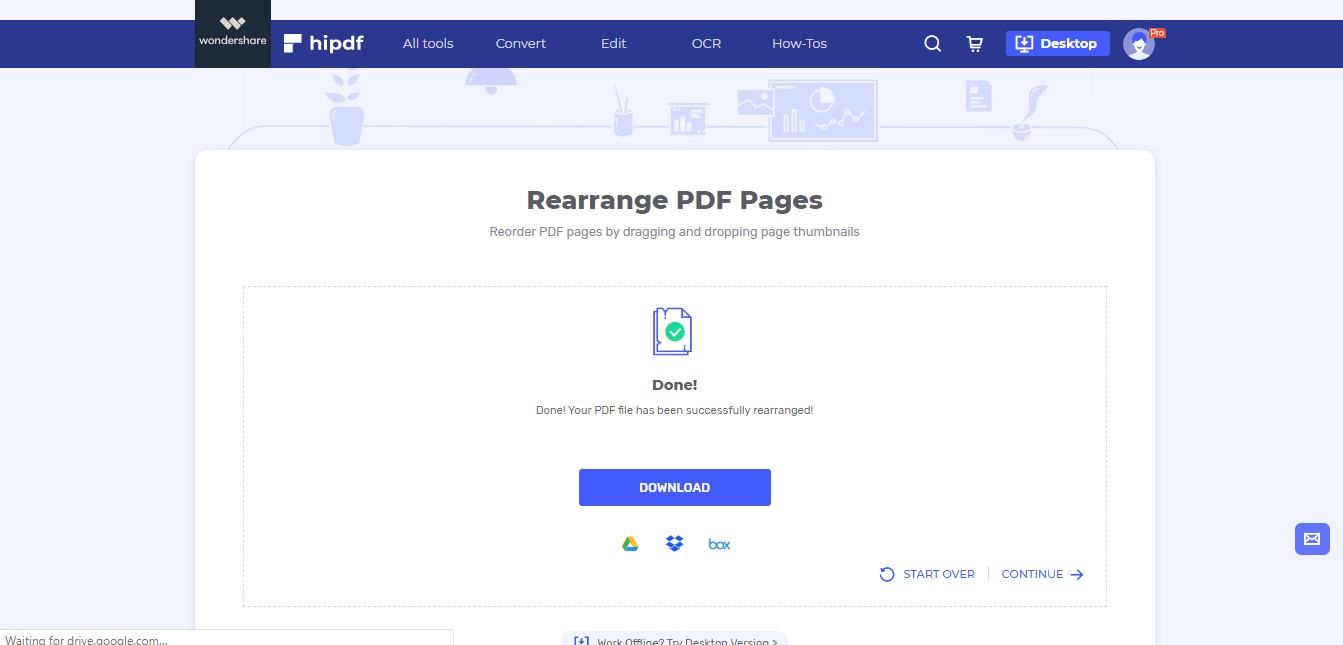 wondershare
hipdf
All tools
Convert
Edit
OCR
How-Tos
Desktop
Pro
Rearrange PDF Pages
Reorder PDF pages by dragging and dropping page thumbnails
Done!
Done! Your PDF file has been successfully rearranged!
DOWNLOAD
box
START OVER
CONTINUE
Work Offline? Try Desktop Version >
Waiting for drive.google.com...